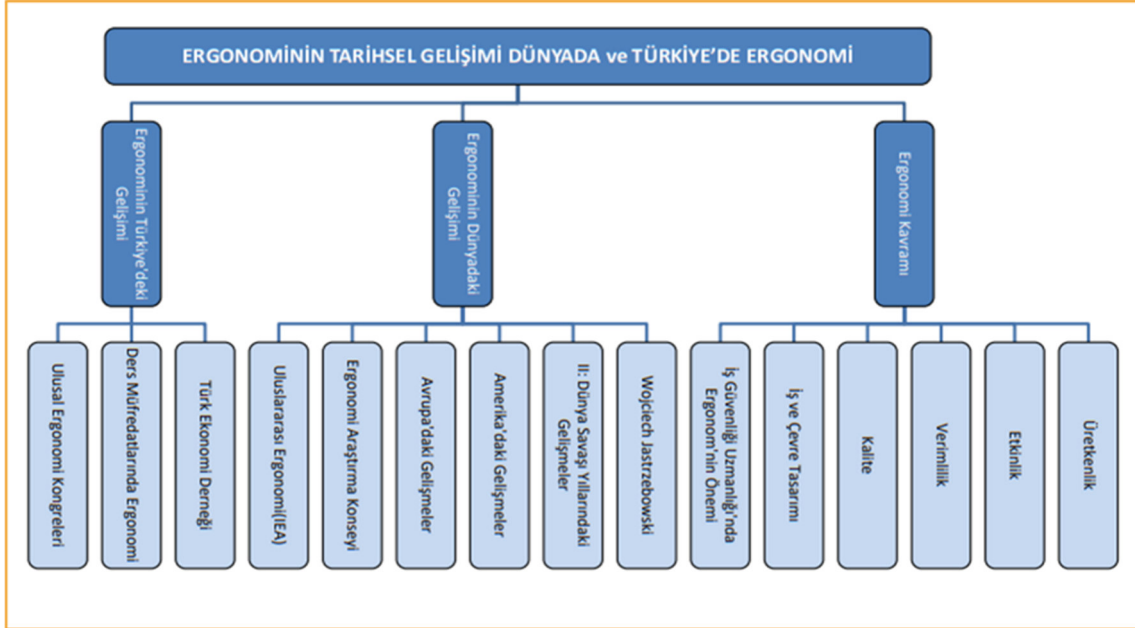 ERGONOMİNİN TARİHSEL GELİŞİMİ DÜNYADA ve TÜRKİYE'DE ERGONOMİ
Ergonominin Türkiye'deki
Gelişimi
Ergonominin Dünyadaki
Gelişimi
Ergonomi Kavramı
Ulusal Ergonomi Kongreleri
Ders Müfredatlarında Ergonomi
Türk Ekonomi Derneği
Uluslararası Ergonomi(IEA)
Ergonomi Araştırma Konseyi
Avrupa'daki Gelişmeler
Amerika'daki Gelişmeler
II: Dünya Savaşı Yıllarındaki
Gelişmeler
Wojciech Jastrzebowski
İş Güvenliği Uzmanlığı'nda
Ergonom'nin Önemi
İş ve Çevre Tasarımı
Kalite
Verimlilik
Etkinlik
Üretkenlik